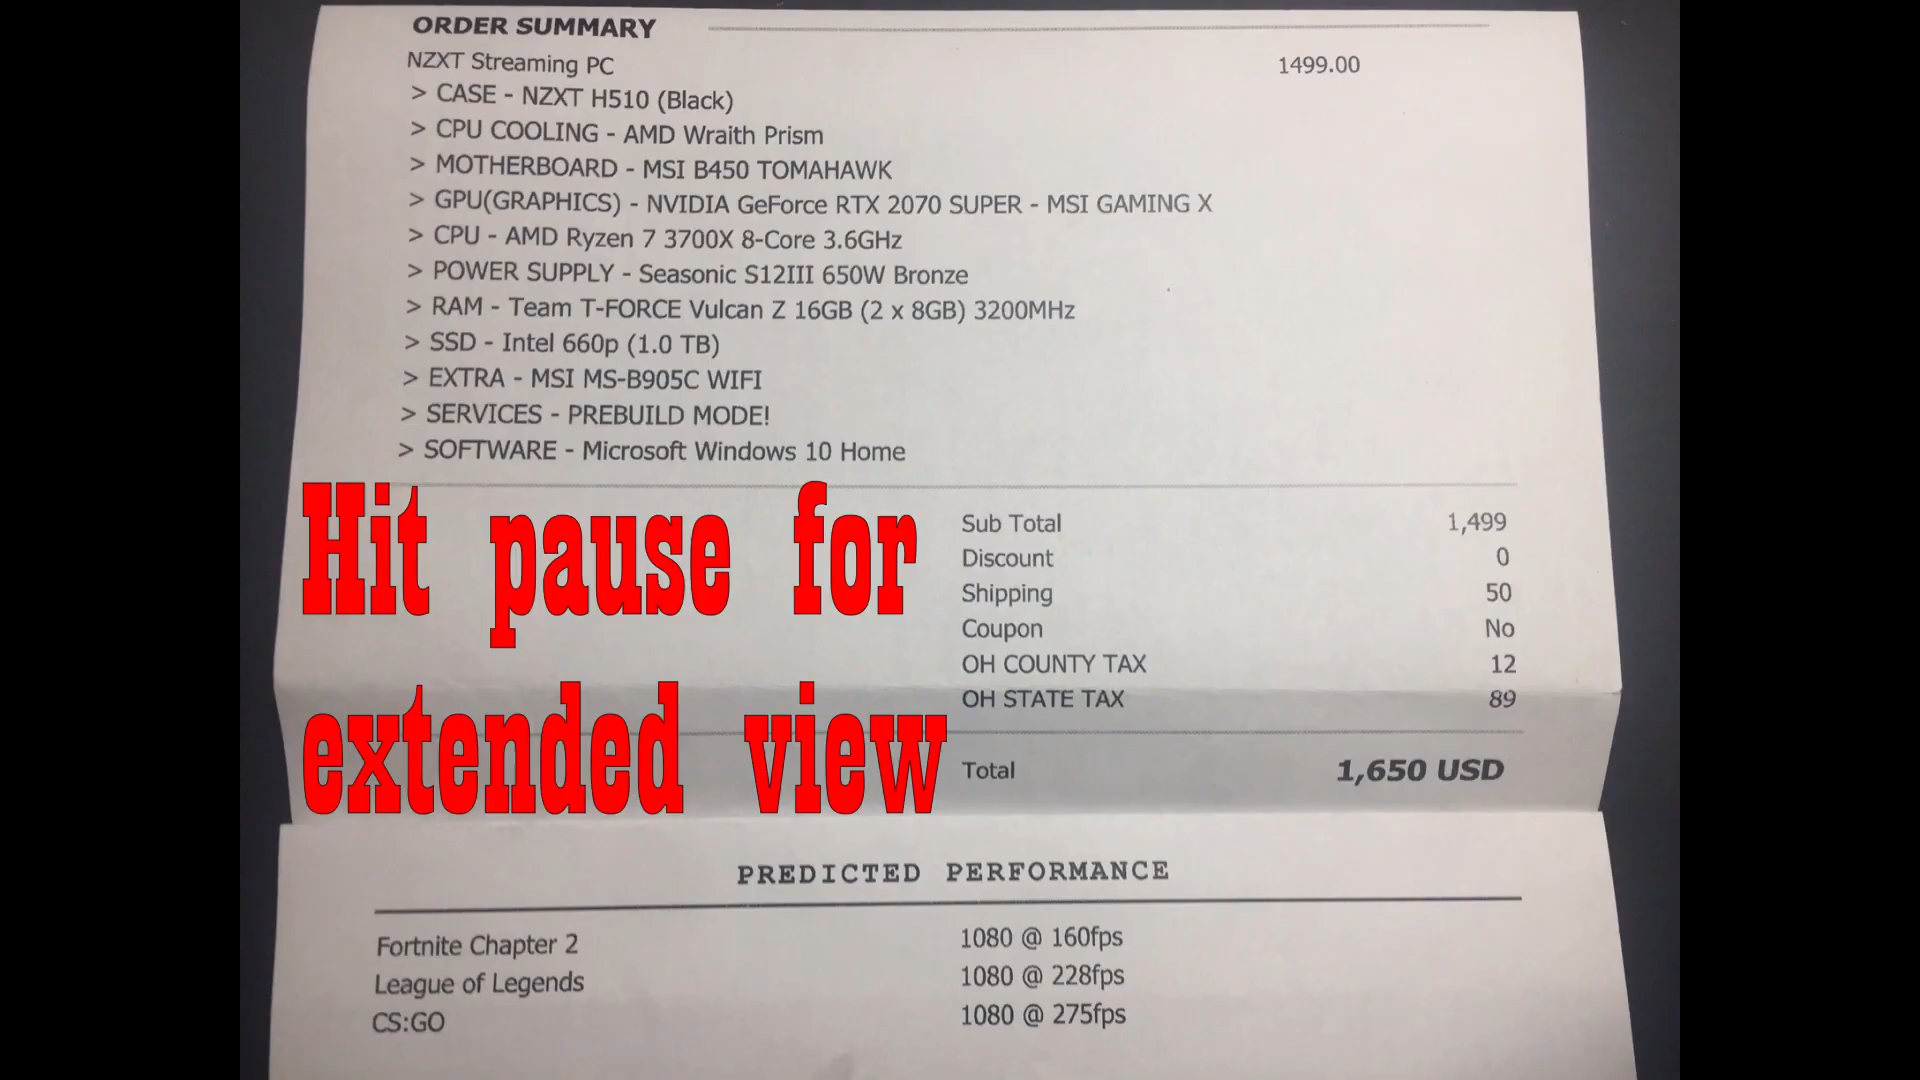 ORDER SUMMARY
NZXT Streaming PC 1499.00
> CASE - NZXT H510 (Black)
> CPU COOLING - AMD Wraith Prism
> MOTHERBOARD - MSI B450 TOMAHAWK
> GPU(GRAPHICS) - NVIDIA GeForce RTX 2070 SUPER - MSI GAMING X
> CPU - AMD Ryzen 7 3700X 8-Core 3.6GHz
> POWER SUPPLY - Seasonic S12III 650W Bronze
> RAM - Team T-FORCE Vulcan Z 16GB (2 x 8GB) 3200MHz
> SSD - Intel 660p (1.0 TB)
> EXTRA - MSI MS-B905C WIFI
> SERVICES - PREBUILD MODE!
> SOFTWARE - Microsoft Windows 10 Home
Hit pause for
extended view
Sub Total 1,499
Discount 0
Shipping 50
Coupon No
OH COUNTY TAX 12
OH STATE TAX 89
Total 1,650 USD
PREDICTED PERFORMANCE
Fortnite Chapter 2 1080 @ 160fps
League of Legends 1080 @ 228fps
CS:GO 1080 @ 275fps